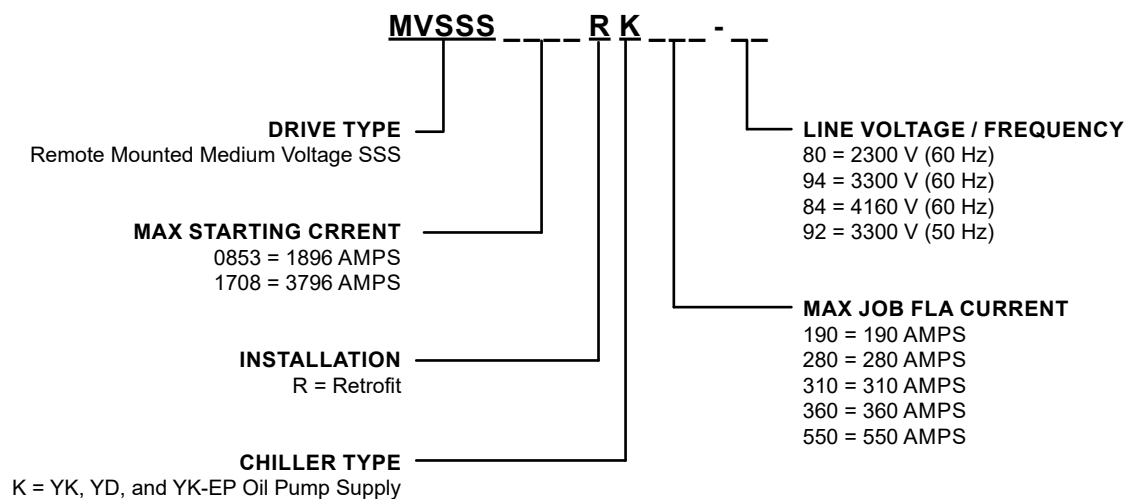 MVSSS _ _ _ _ R K _ _ _ - _ _
DRIVE TYPE
Remote Mounted Medium Voltage SSS
MAX STARTING CRRENT
0853 = 1896 AMPS
1708 = 3796 AMPS
INSTALLATION
R = Retrofit
CHILLER TYPE
K = YK, YD, and YK-EP Oil Pump Supply
LINE VOLTAGE / FREQUENCY
80 = 2300 V (60 Hz)
94 = 3300 V (60 Hz)
84 = 4160 V (60 Hz)
92 = 3300 V (50 Hz)
MAX JOB FLA CURRENT
190 = 190 AMPS
280 = 280 AMPS
310 = 310 AMPS
360 = 360 AMPS
550 = 550 AMPS